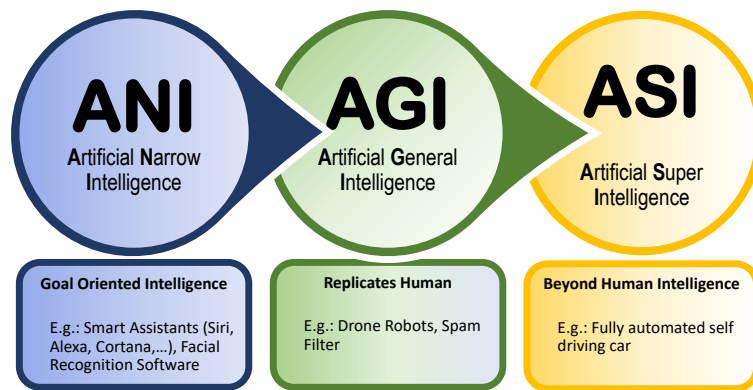 ANI
Artificial Narrow
Intelligence
AGI
Artificial General
Intelligence
ASI
Artificial Super
Intelligence
Goal Oriented Intelligence
E.g.: Smart Assistants (Siri,
Alexa, Cortana,...), Facial
Recognition Software
Replicates Human
E.g.: Drone Robots, Spam
Filter
Beyond Human Intelligence
E.g.: Fully automated self
driving car